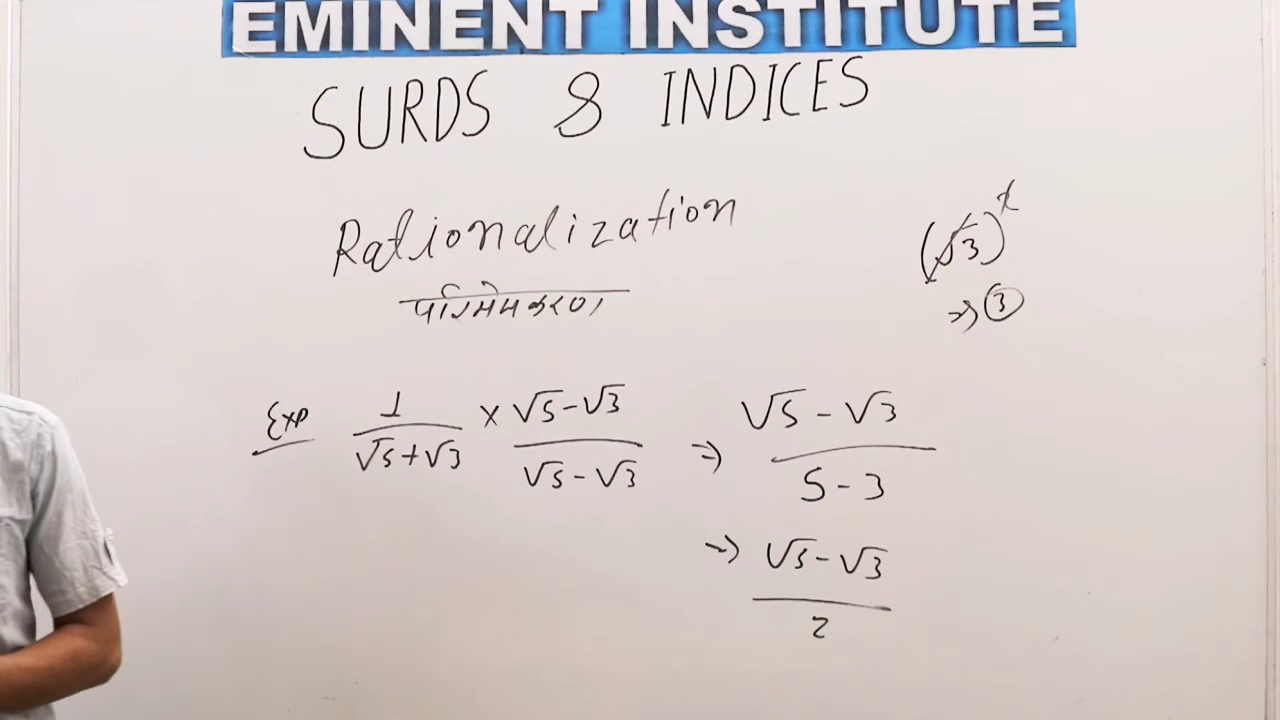 EMINENT INSTITUTE
SURDS & INDICES
Rationalization
परिमेयकरण
(√3)^2
⇒ 3
Exp 1/(√5+√3) × (√5-√3)/(√5-√3) ⇒ (√5-√3)/(5-3)
⇒ (√5-√3)/2